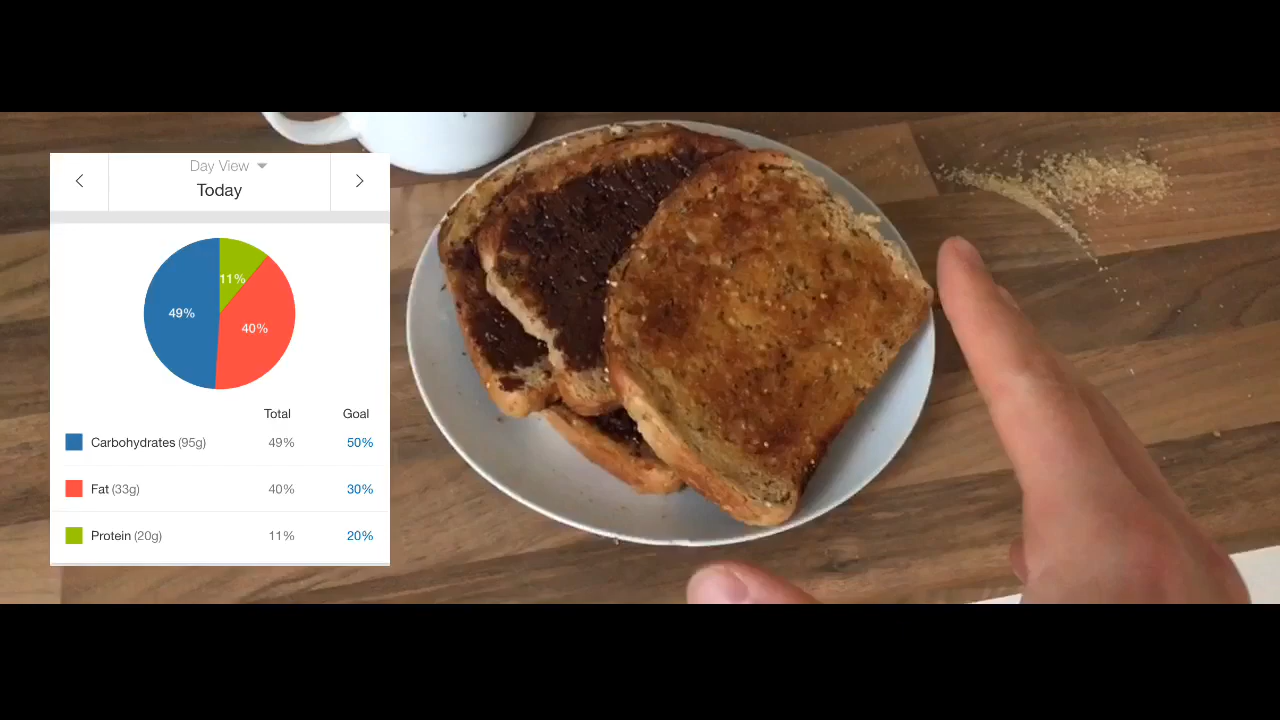 Day View
Today
11%
49%
40%
Total Goal
Carbohydrates (95g) 49% 50%
Fat (33g) 40% 30%
Protein (20g) 11% 20%